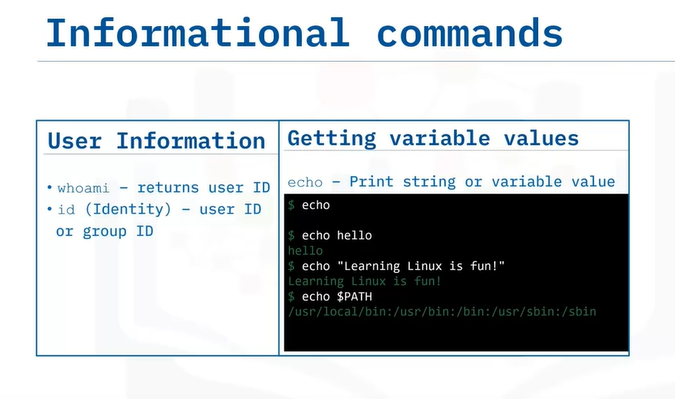 Informational commands
User Information
• whoami – returns user ID
• id (Identity) – user ID
or group ID
Getting variable values
echo – Print string or variable value
$ echo
$ echo hello
hello
$ echo "Learning Linux is fun!"
Learning Linux is fun!
$ echo $PATH
/usr/local/bin:/usr/bin:/bin:/usr/sbin:/sbin